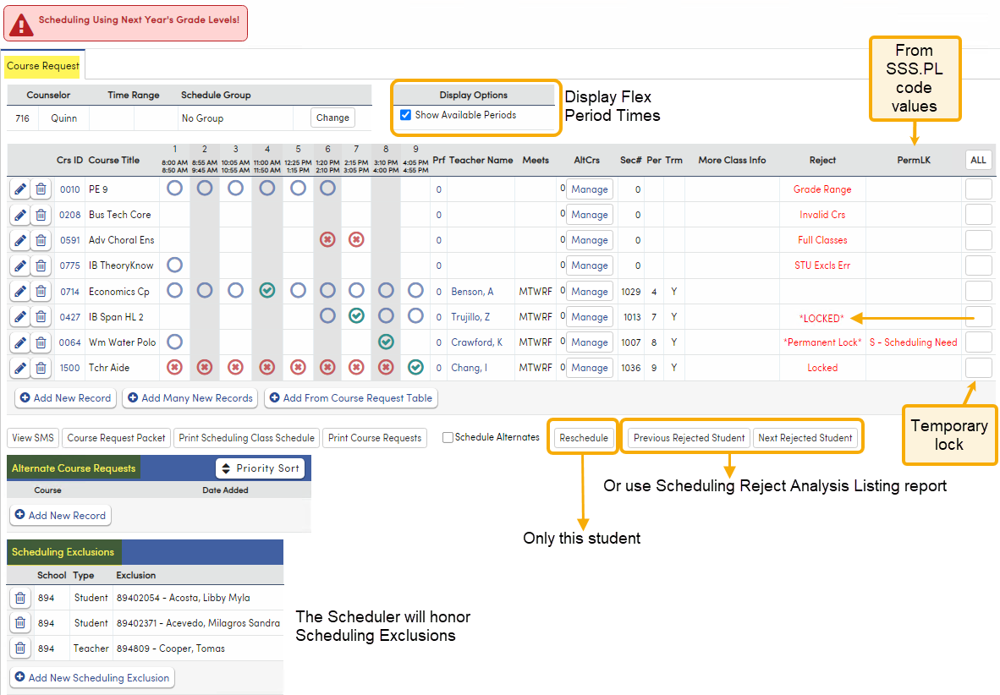 Scheduling Using Next Year's Grade Levels!
Course Request
Counselor Time Range Schedule Group
716 Quinn No Group Change
Display Options
Show Available Periods
Display Flex
Period Times
From
SSS.PL
code
values
Crs ID Course Title 1 2 3 4 5 6 7 8 9 Prf Teacher Name Meets AltCrs Sec# Per Trm More Class Info Reject PermLK ALL
8:00 AM 8:55 AM 10:05 AM 11:00 AM 12:25 PM 1:20 PM 2:15 PM 3:10 PM 4:05 PM
8:50 AM 9:45 AM 10:55 AM 11:50 AM 1:15 PM 2:10 PM 3:05 PM 4:00 PM 4:55 PM
0010 PE 9 0 0 Manage 0 Grade Range
0208 Bus Tech Core 0 0 Manage 0 Invalid Crs
0591 Adv Choral Ens 0 0 Manage 0 Full Classes
0775 IB TheoryKnow 0 0 Manage 0 STU Excls Err
0714 Economics Cp 0 Benson, A MTWRF 0 Manage 1029 4 Y
0427 IB Span HL 2 0 Trujillo, Z MTWRF 0 Manage 1013 7 Y *LOCKED*
0064 Wm Water Polo 0 Crawford, K MTWRF 0 Manage 1007 8 Y *Permanent Lock* S - Scheduling Need
1500 Tchr Aide 0 Chang, I MTWRF 0 Manage 1036 9 Y Locked
Add New Record Add Many New Records Add From Course Request Table
Temporary
lock
View SMS Course Request Packet Print Scheduling Class Schedule Print Course Requests Schedule Alternates Reschedule Previous Rejected Student Next Rejected Student
Or use Scheduling Reject Analysis Listing report
Only this student
Alternate Course Requests Priority Sort
Course Date Added
Add New Record
Scheduling Exclusions
School Type Exclusion
894 Student 89402054 - Acosta, Libby Myla
894 Student 89402371 - Acevedo, Milagros Sandra
894 Teacher 894809 - Cooper, Tomas
Add New Scheduling Exclusion
The Scheduler will honor
Scheduling Exclusions